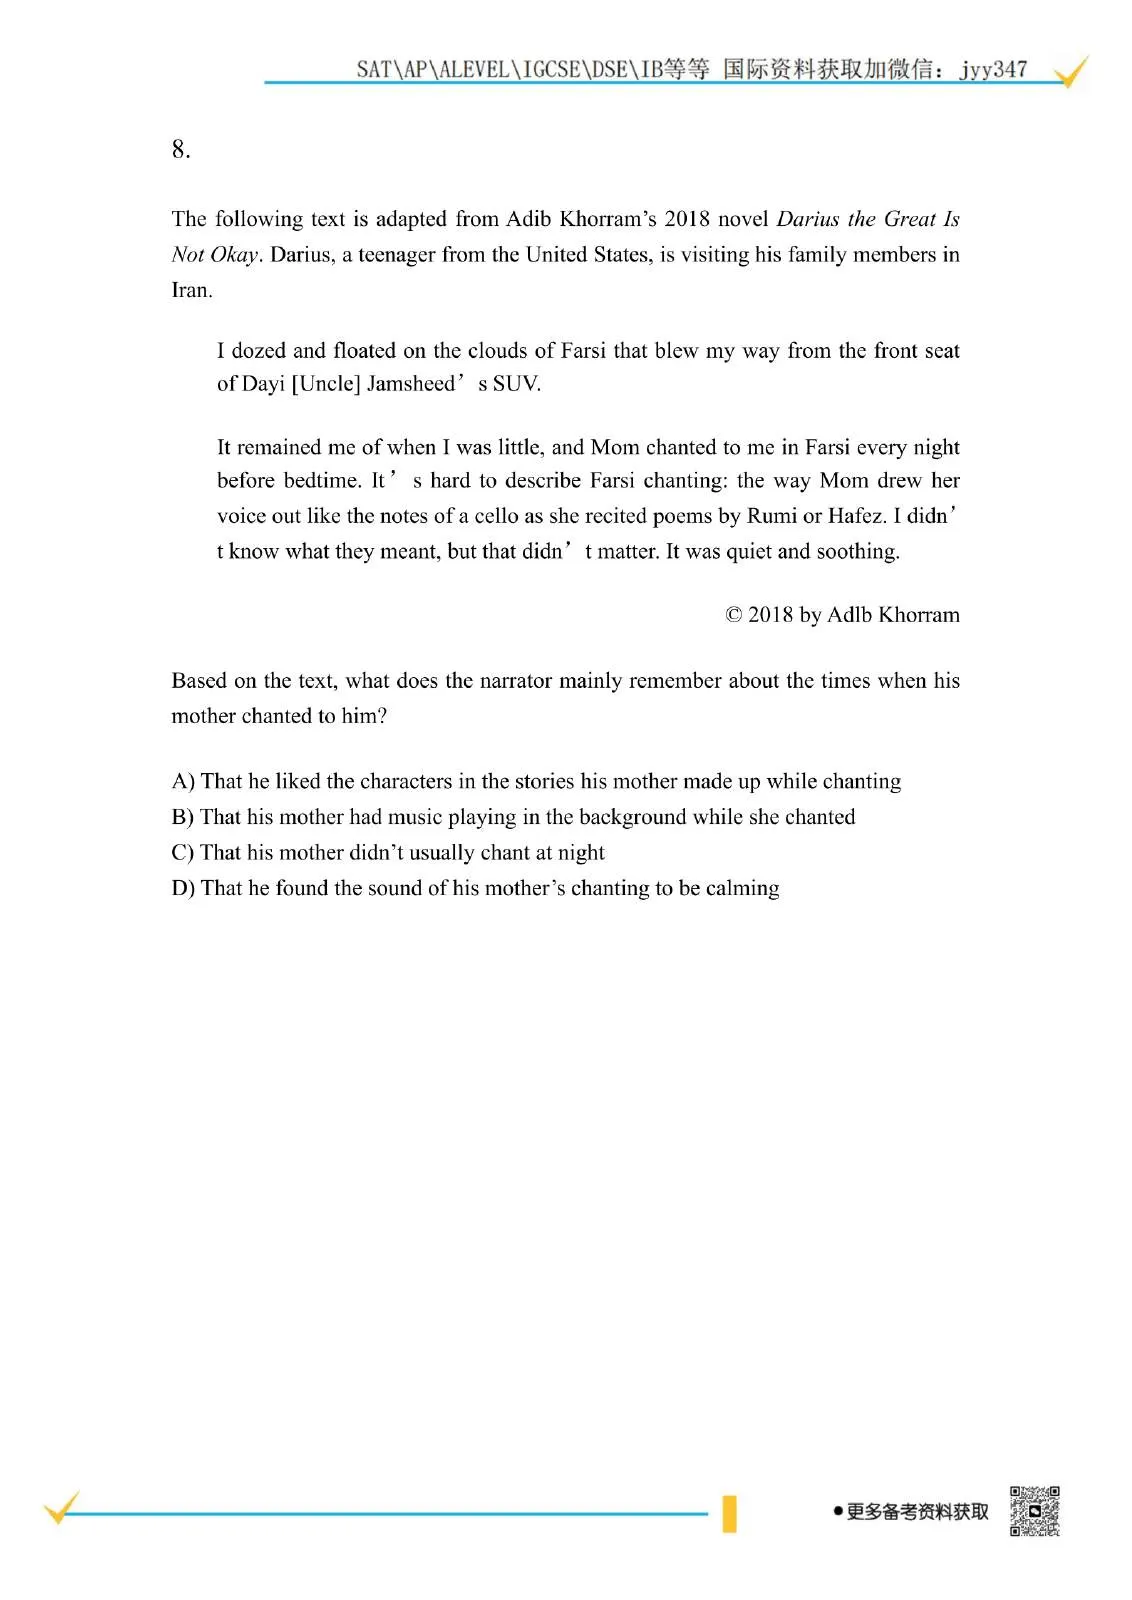 SAT\AP\ALEVEL\IGCSE\DSE\IB等等 国际资料获取加微信：jyy347
8.
The following text is adapted from Adib Khorram’s 2018 novel Darius the Great Is
Not Okay. Darius, a teenager from the United States, is visiting his family members in
Iran.
I dozed and floated on the clouds of Farsi that blew my way from the front seat
of Dayi [Uncle] Jamsheed’s SUV.
It remained me of when I was little, and Mom chanted to me in Farsi every night
before bedtime. It’s hard to describe Farsi chanting: the way Mom drew her
voice out like the notes of a cello as she recited poems by Rumi or Hafez. I didn’
t know what they meant, but that didn’t matter. It was quiet and soothing.
© 2018 by Adlb Khorram
Based on the text, what does the narrator mainly remember about the times when his
mother chanted to him?
A) That he liked the characters in the stories his mother made up while chanting
B) That his mother had music playing in the background while she chanted
C) That his mother didn’t usually chant at night
D) That he found the sound of his mother’s chanting to be calming
●更多备考资料获取